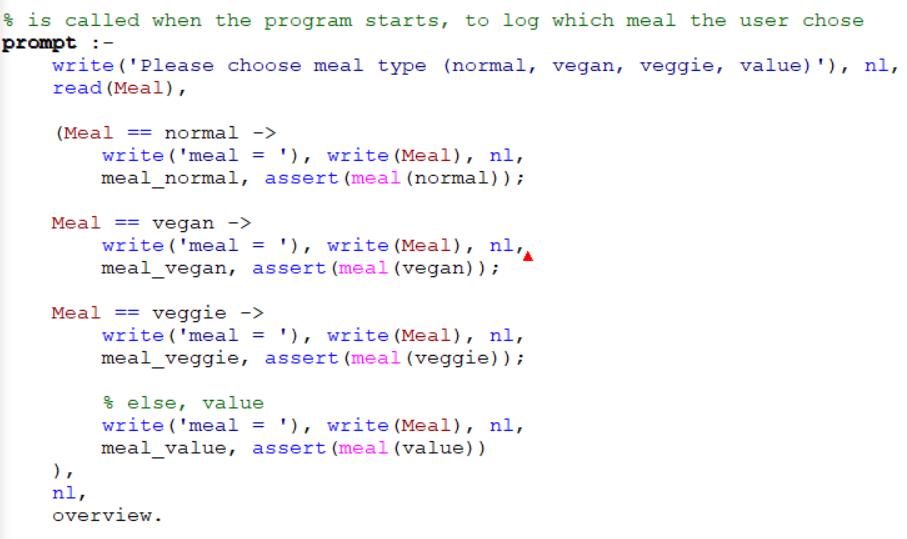 % is called when the program starts, to log which meal the user chose
prompt :-
    write('Please choose meal type (normal, vegan, veggie, value)'), nl,
    read(Meal),

    (Meal == normal ->
        write('meal = '), write(Meal), nl,
        meal_normal, assert(meal(normal));

    Meal == vegan ->
        write('meal = '), write(Meal), nl,
        meal_vegan, assert(meal(vegan));

    Meal == veggie ->
        write('meal = '), write(Meal), nl,
        meal_veggie, assert(meal(veggie));

        % else, value
        write('meal = '), write(Meal), nl,
        meal_value, assert(meal(value))
    ),
    nl,
    overview.